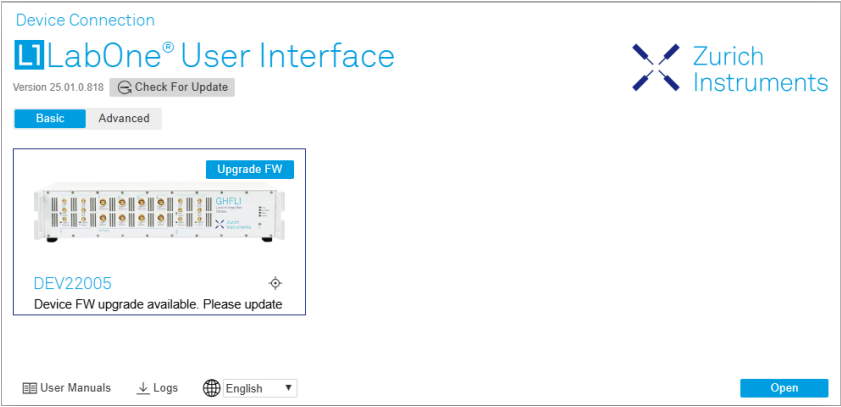 Device Connection
L1 LabOne® User Interface
Zurich
Instruments
Version 25.01.0.818 Check For Update
Basic Advanced
Upgrade FW
GHFLI
Zurich
Instruments
DEV22005
Device FW upgrade available. Please update
User Manuals Logs English
Open